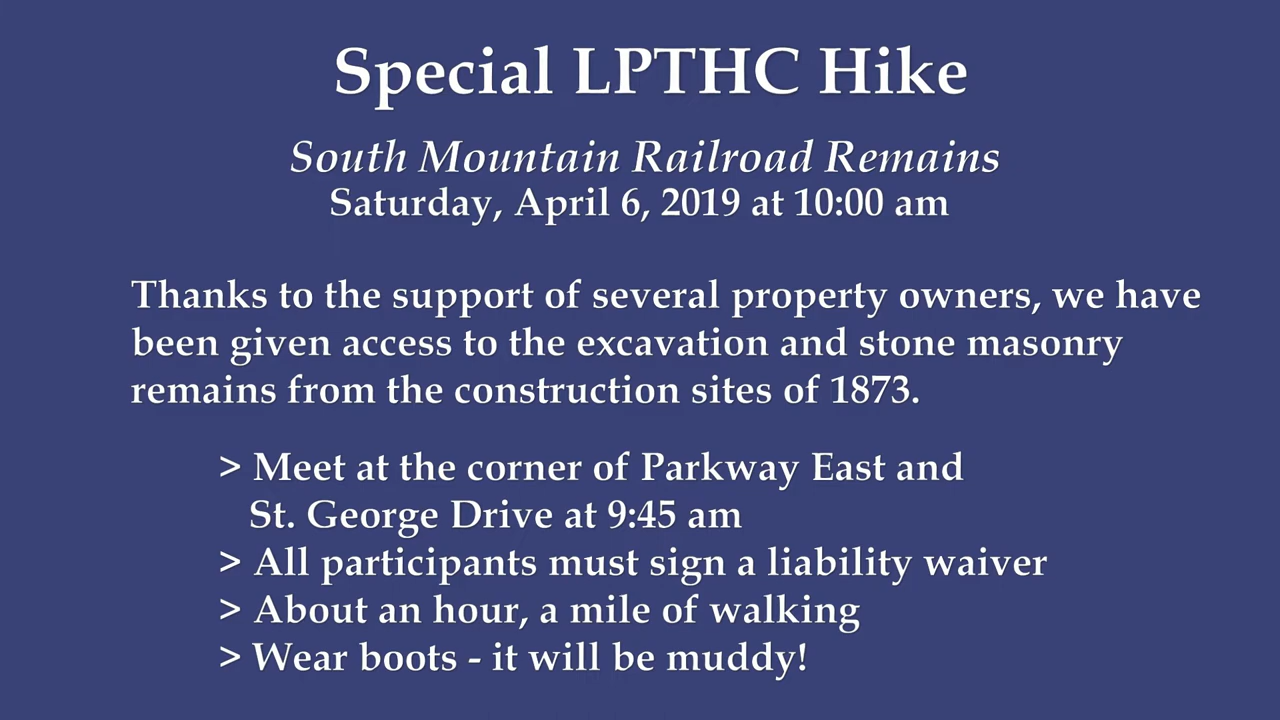 Special LPTHC Hike
South Mountain Railroad Remains
Saturday, April 6, 2019 at 10:00 am
Thanks to the support of several property owners, we have
been given access to the excavation and stone masonry
remains from the construction sites of 1873.
> Meet at the corner of Parkway East and
St. George Drive at 9:45 am
> All participants must sign a liability waiver
> About an hour, a mile of walking
> Wear boots - it will be muddy!